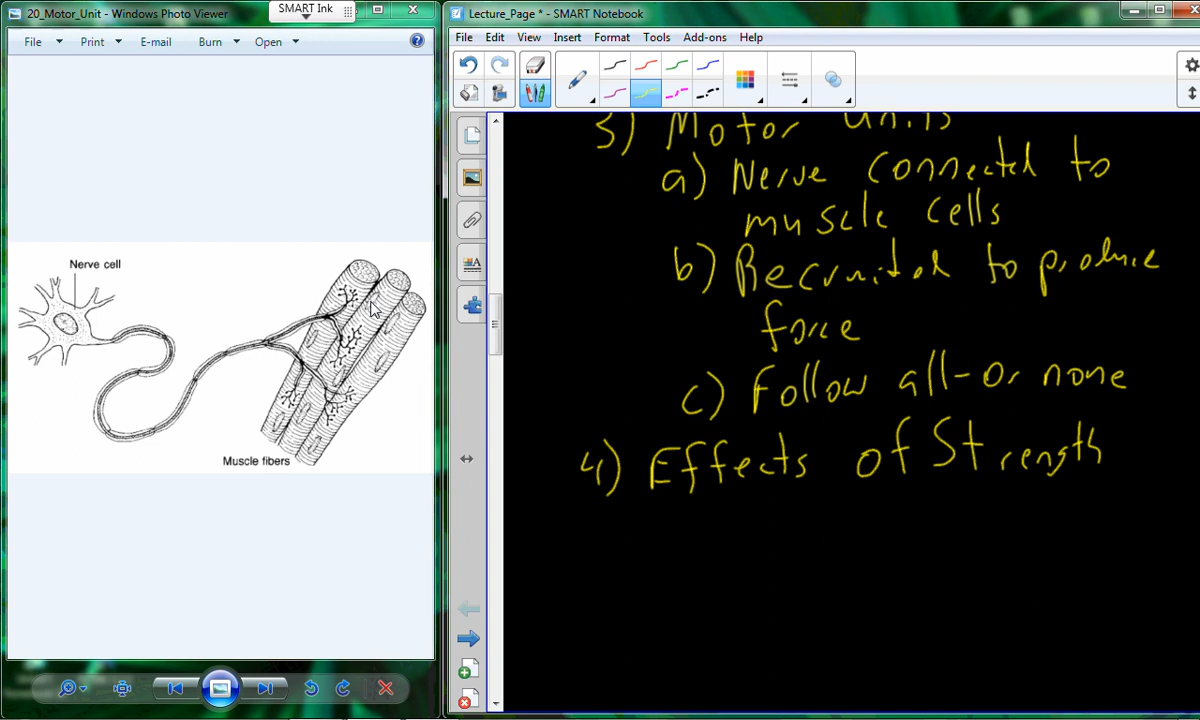 20_Motor_Unit - Windows Photo Viewer
SMART Ink
File Print E-mail Burn Open
Nerve cell
Muscle fibers
Lecture_Page * - SMART Notebook
File Edit View Insert Format Tools Add-ons Help
3) Motor units
a) Nerve connected to
muscle cells
b) Recruited to produce
force
c) Follow all-or none
4) Effects of Strength